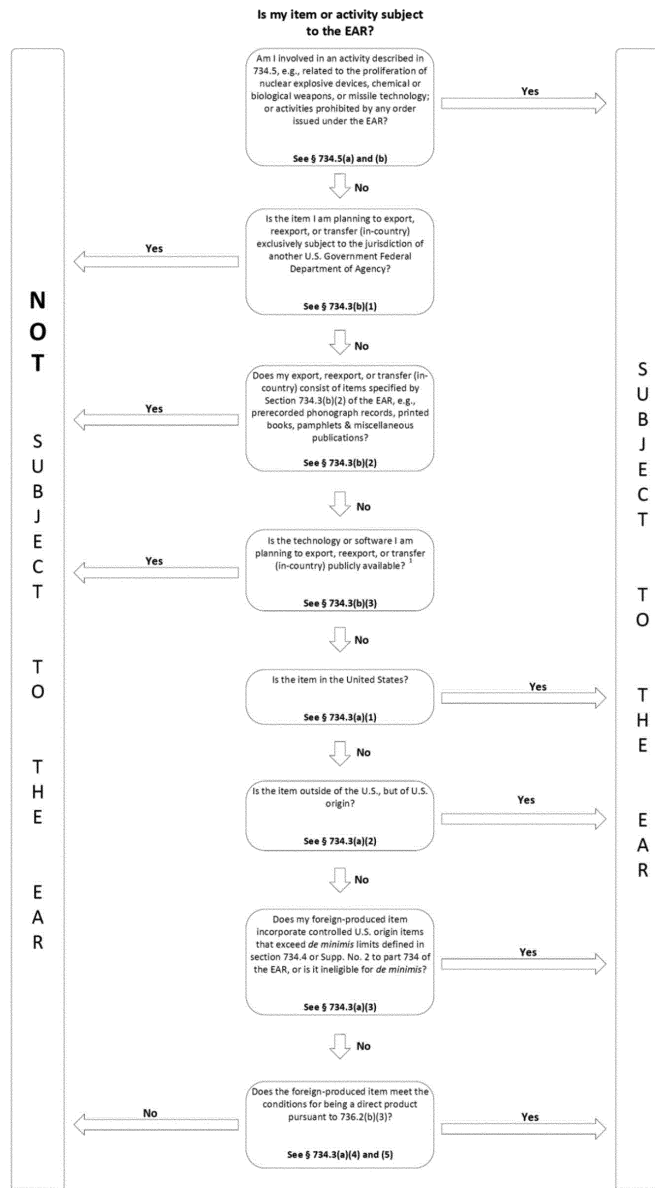 Is my item or activity subject
to the EAR?
Am I involved in an activity described in
734.5, e.g., related to the proliferation of
nuclear explosive devices, chemical or
biological weapons, or missile technology;
or activities prohibited by any order
issued under the EAR?
See § 734.5(a) and (b)
Yes
No
Is the item I am planning to export,
reexport, or transfer (in-country)
exclusively subject to the jurisdiction of
another U.S. Government Federal
Department of Agency?
See § 734.3(b)(1)
Yes
No
Does my export, reexport, or transfer (in-
country) consist of items specified by
Section 734.3(b)(2) of the EAR, e.g.,
prerecorded phonograph records, printed
books, pamphlets & miscellaneous
publications?
See § 734.3(b)(2)
Yes
No
Is the technology or software I am
planning to export, reexport, or transfer
(in-country) publicly available?
See § 734.3(b)(3)
Yes
No
Is the item in the United States?
See § 734.3(a)(1)
Yes
No
Is the item outside of the U.S., but of U.S.
origin?
See § 734.3(a)(2)
Yes
No
Does my foreign-produced item
incorporate controlled U.S. origin items
that exceed de minimis limits defined in
section 734.4 or Supp. No. 2 to part 734 of
the EAR, or is it ineligible for de minimis?
See § 734.3(a)(3)
Yes
No
Does the foreign-produced item meet the
conditions for being a direct product
pursuant to 736.2(b)(3)?
See § 734.3(a)(4) and (5)
No
Yes
NOT SUBJECT TO THE EAR
SUBJECT TO THE EAR